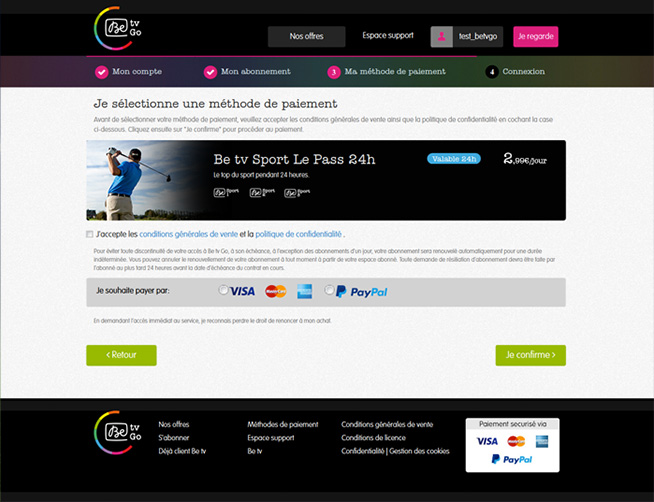 Be tv Go
Nos offres
Espace support
test_betvgo
Je regarde
Mon compte
Mon abonnement
3 Ma méthode de paiement
4 Connexion
Je sélectionne une méthode de paiement
Avant de sélectionner votre méthode de paiement, veuillez accepter les conditions générales de vente ainsi que la politique de confidentialité en cochant la case
ci-dessous. Cliquez ensuite sur "Je confirme" pour procéder au paiement.
Be tv Sport Le Pass 24h
Valable 24h
2,99€/jour
Le top du sport pendant 24 heures.
Be Sport 1 Be Sport 2 Be Sport 3
J'accepte les conditions générales de vente et la politique de confidentialité .
Pour éviter toute discontinuité de votre accès à Be tv Go, à son échéance, à l'exception des abonnements d'un jour, votre abonnement sera renouvelé automatiquement pour une durée
indéterminée. Vous pouvez annuler le renouvellement de votre abonnement à tout moment à partir de votre espace abonné. Toute demande de résiliation d'abonnement devra être faite par
l'abonné au plus tard 24 heures avant la date d'échéance du contrat en cours.
Je souhaite payer par:
VISA MasterCard PayPal
En demandant l'accès immédiat au service, je reconnais perdre le droit de renoncer à mon achat.
< Retour
Je confirme >
Be tv Go
Nos offres
S'abonner
Déjà client Be tv
Méthodes de paiement
Espace support
Be tv
Conditions générales de vente
Conditions de licence
Confidentialité | Gestion des cookies
Paiement securisé via
VISA MasterCard
PayPal